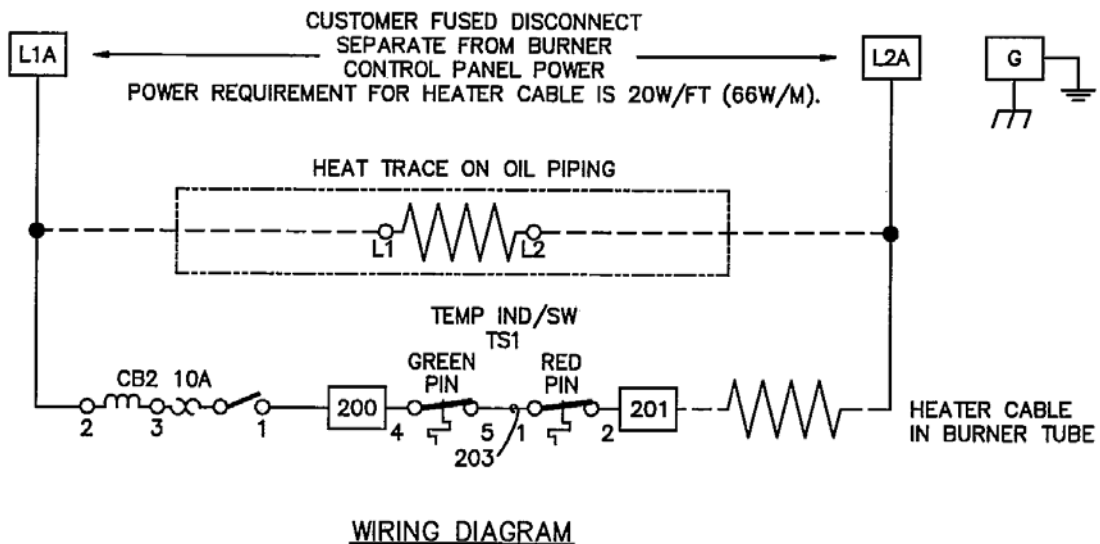 CUSTOMER FUSED DISCONNECT
SEPARATE FROM BURNER
CONTROL PANEL POWER
POWER REQUIREMENT FOR HEATER CABLE IS 20W/FT (66W/M).
L1A
L2A
G
HEAT TRACE ON OIL PIPING
L1
L2
TEMP IND/SW
TS1
GREEN
PIN
RED
PIN
CB2 10A
2
3
1
200
4
5
1
2
201
203
HEATER CABLE
IN BURNER TUBE
WIRING DIAGRAM